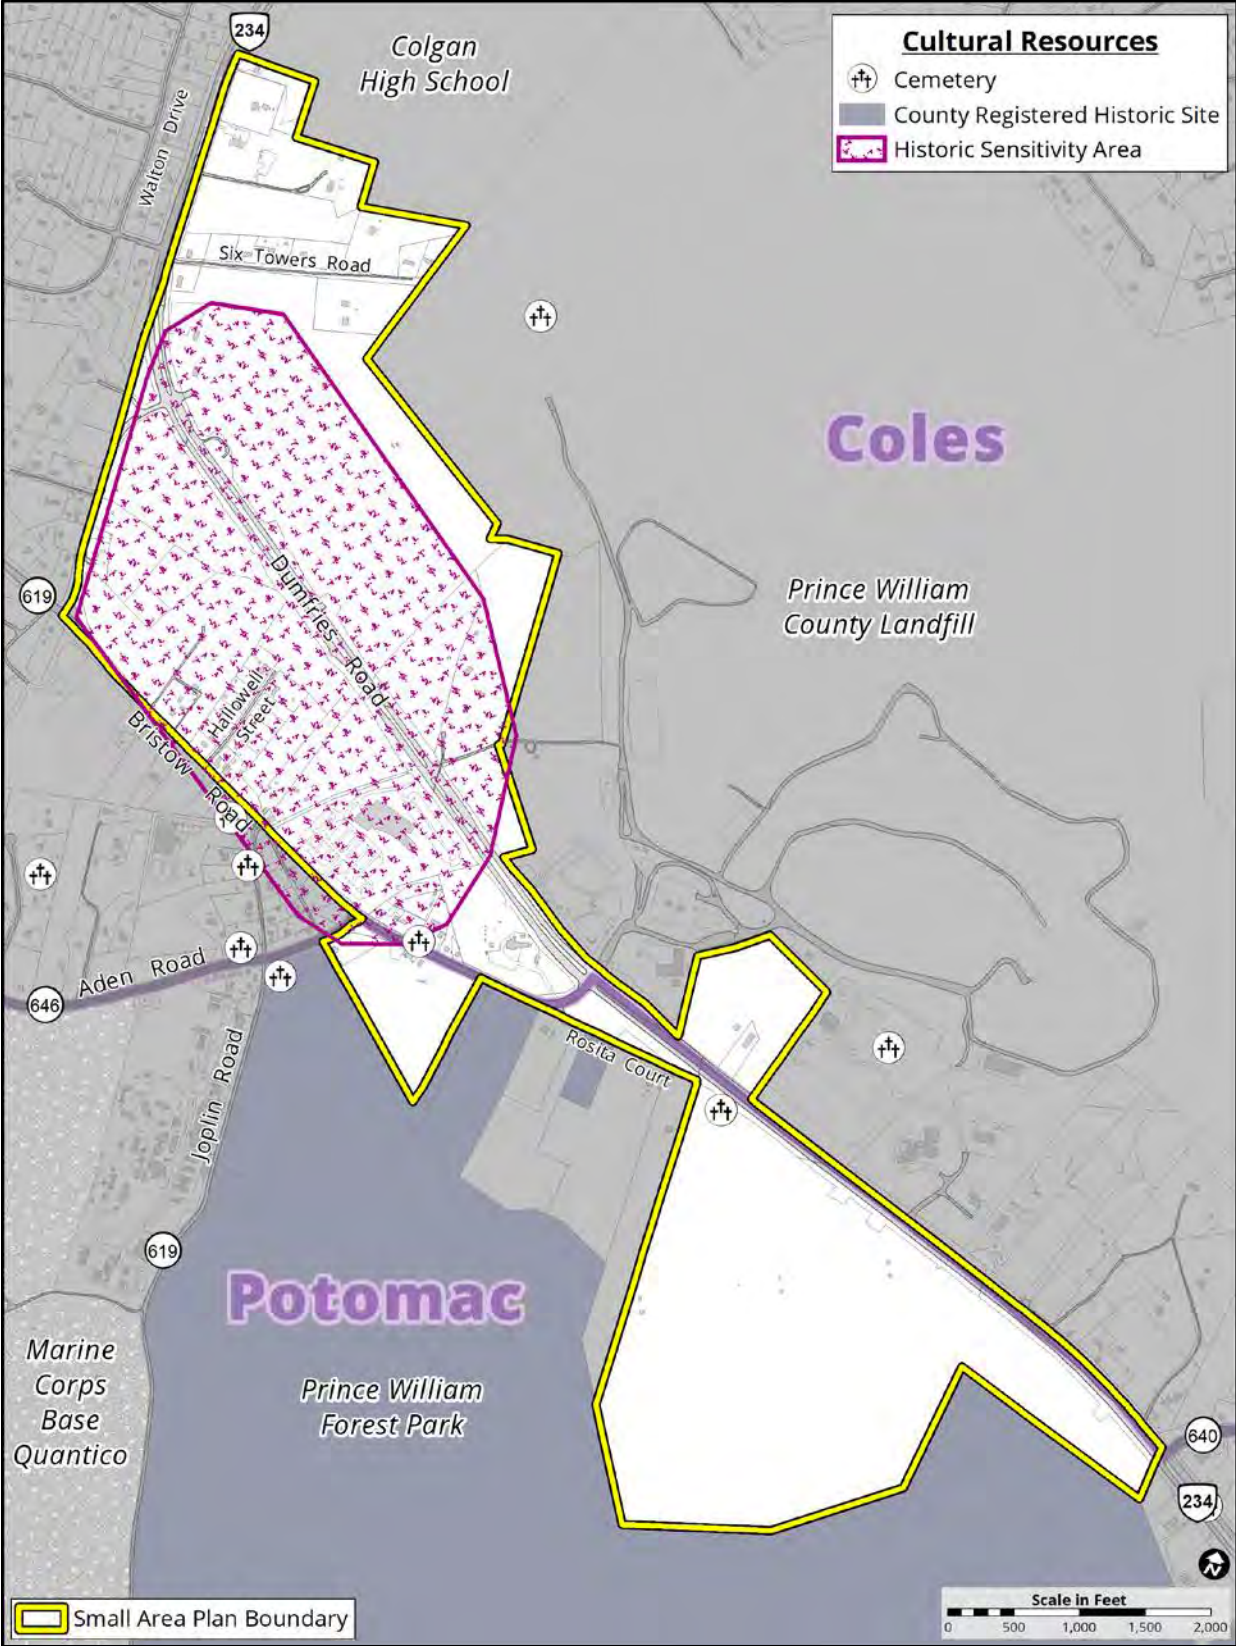 234
Colgan
High School
Cultural Resources
Cemetery
County Registered Historic Site
Historic Sensitivity Area
Walton Drive
Six Towers Road
Coles
Prince William
County Landfill
619
Dumfries Road
Hallowell
Street
Bristow Road
Aden Road
646
Joplin Road
Rosita Court
619
Potomac
Prince William
Forest Park
Marine
Corps
Base
Quantico
640
234
N
Small Area Plan Boundary
Scale in Feet
0 500 1,000 1,500 2,000